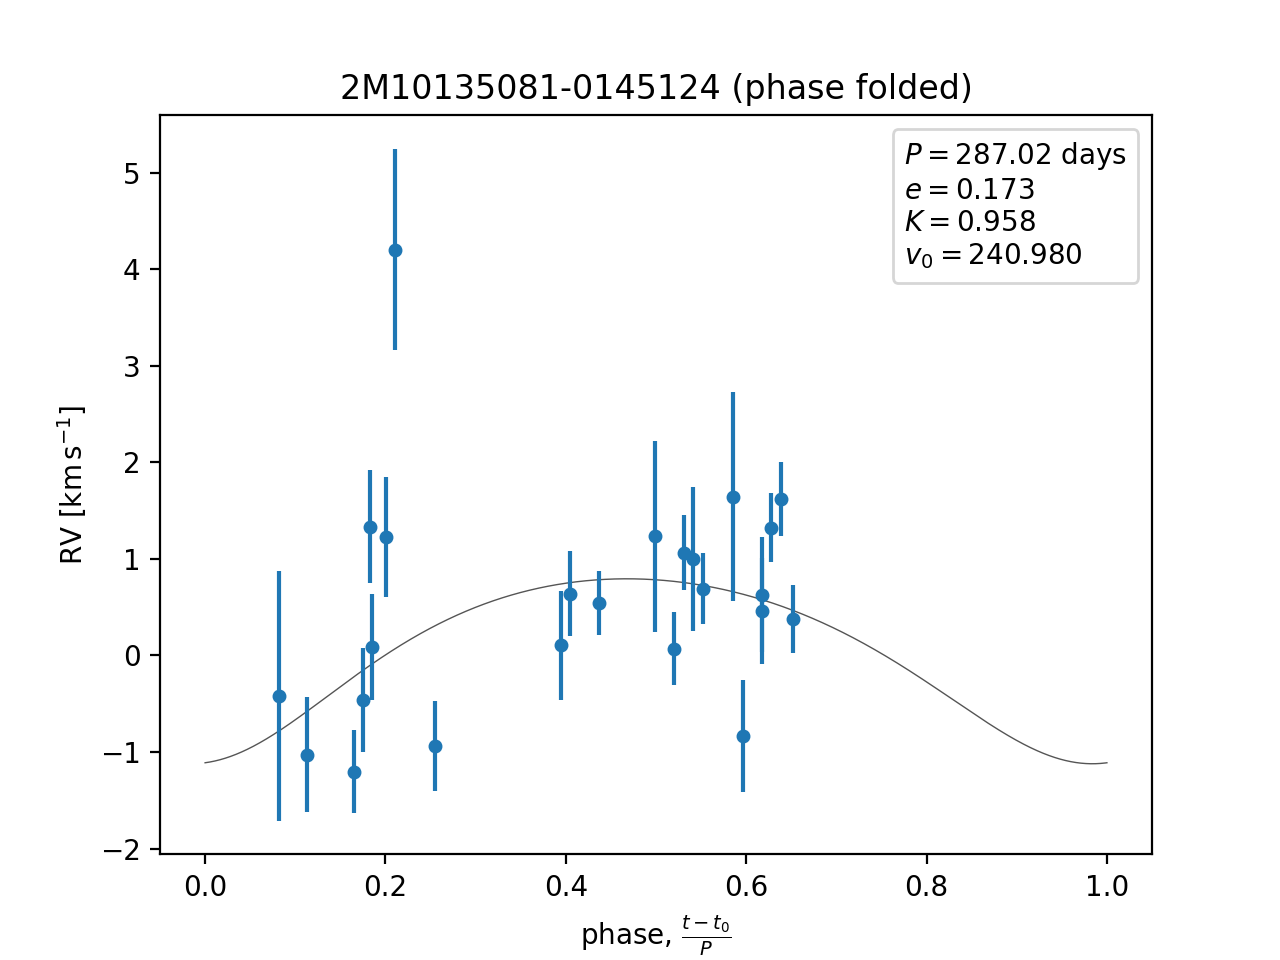 2M10135081-0145124 (phase folded)
P = 287.02 days
e = 0.173
K = 0.958
v₀ = 240.980
5
4
3
2
1
0
−1
−2
RV [km s⁻¹]
0.0 0.2 0.4 0.6 0.8 1.0
phase, (t − t₀)/P